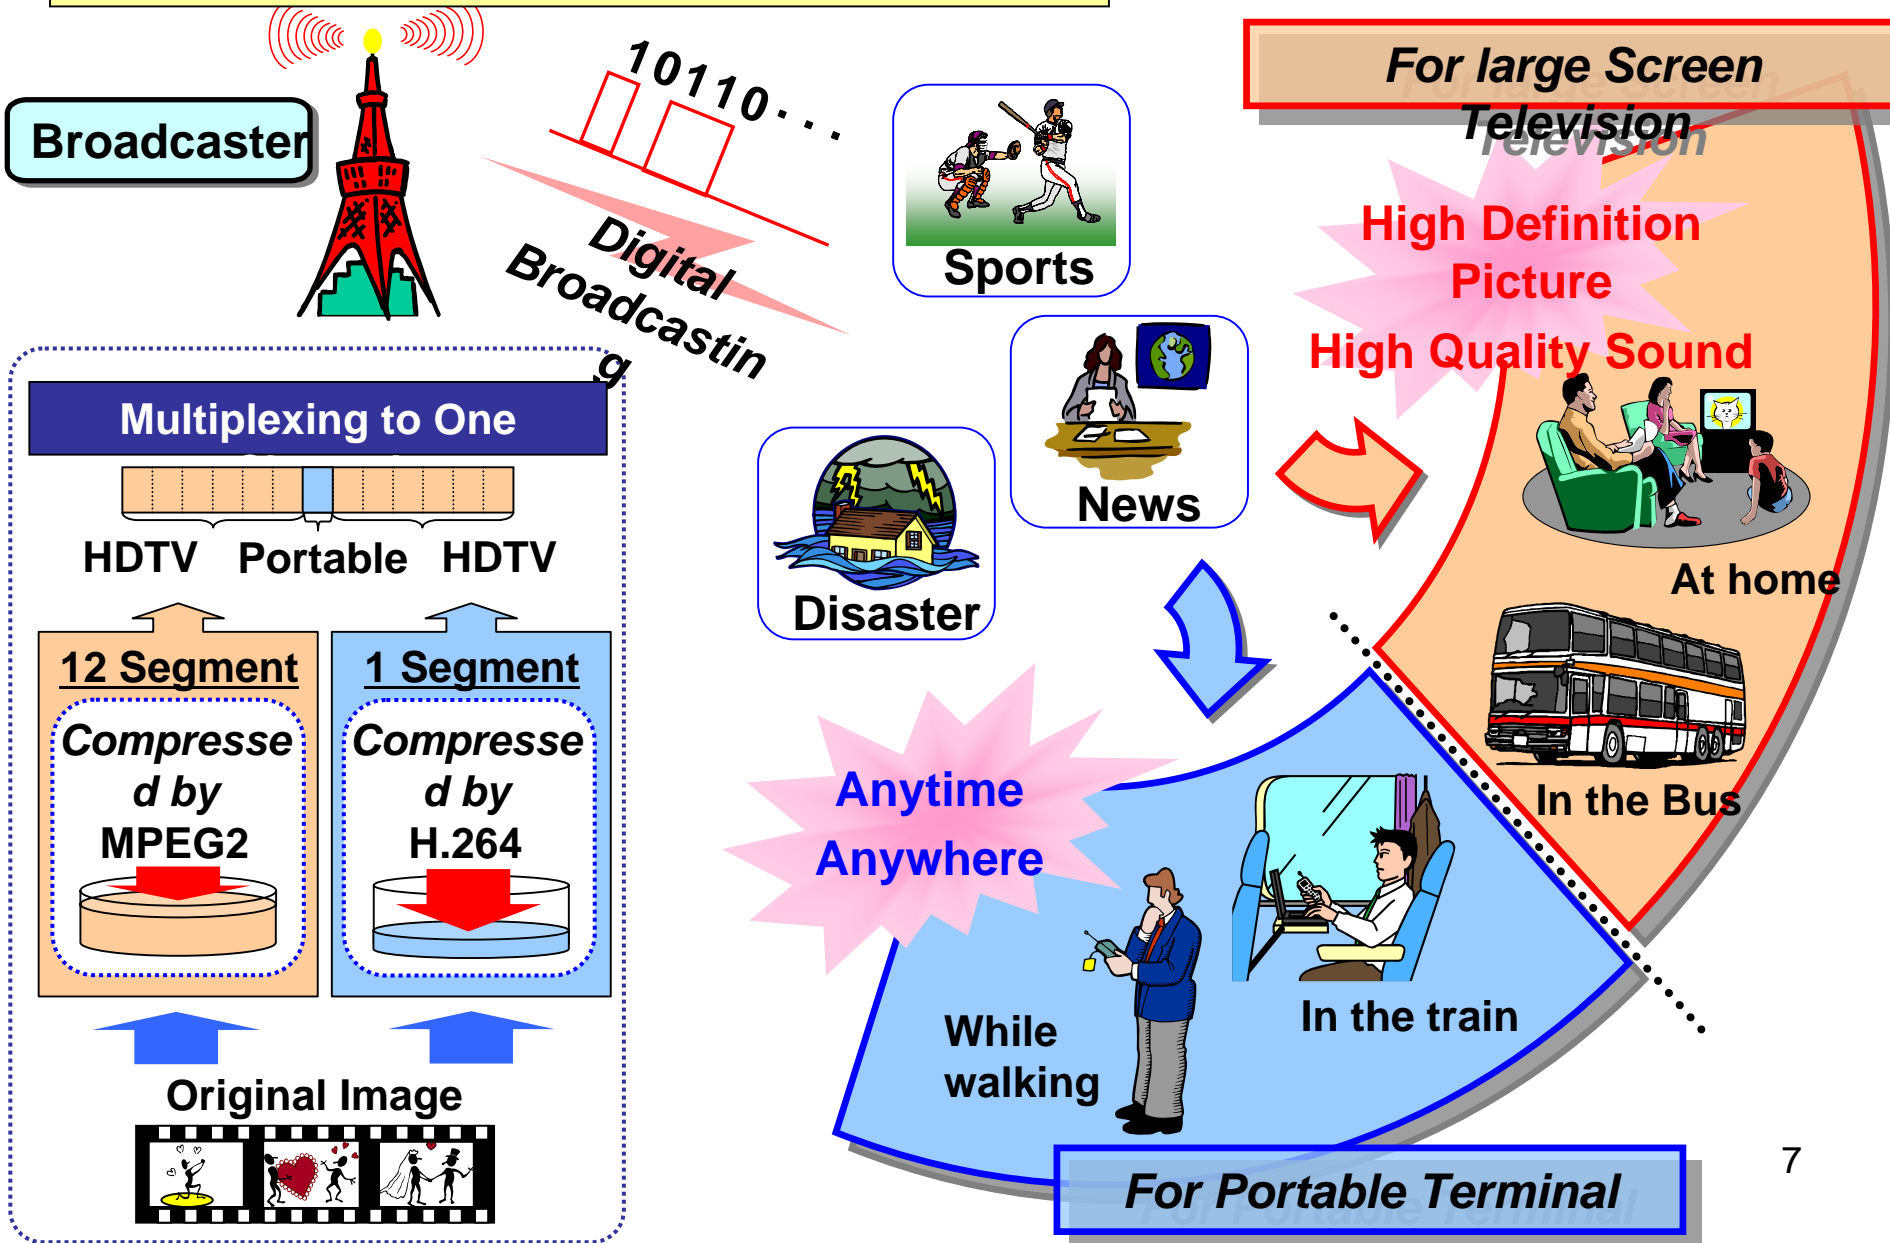 Broadcaster
10110・・・
Digital
Broadcastin
g
Sports
News
Disaster
For large Screen
Television
High Definition
Picture
High Quality Sound
At home
In the Bus
Multiplexing to One
HDTV Portable HDTV
12 Segment
Compresse
d by
MPEG2
1 Segment
Compresse
d by
H.264
Original Image
Anytime
Anywhere
While
walking
In the train
For Portable Terminal
7